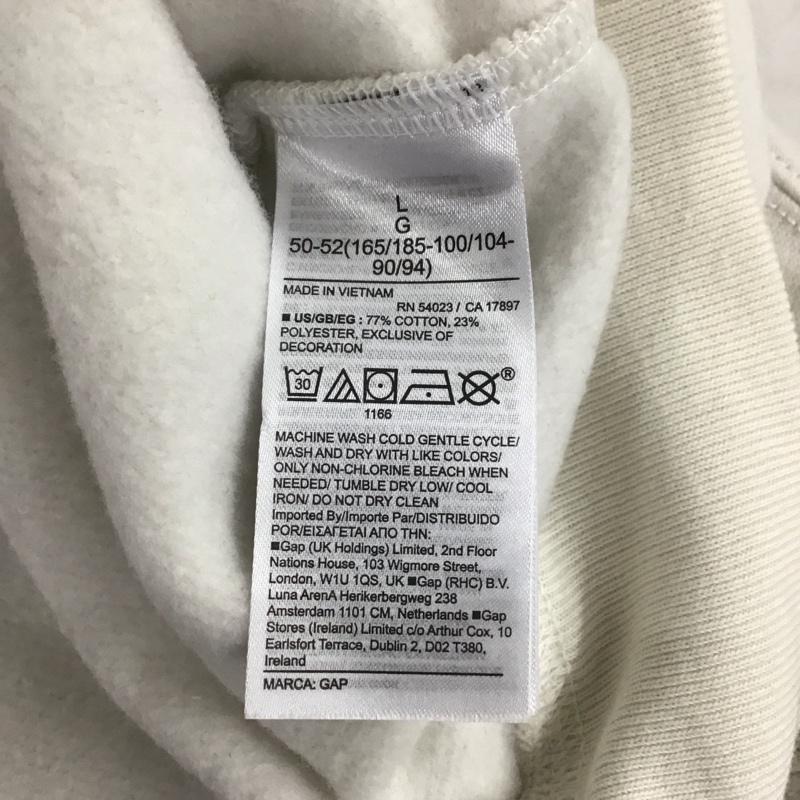 L
G
50-52(165/185-100/104-
90/94)
MADE IN VIETNAM
RN 54023 / CA 17897
■ US/GB/EG : 77% COTTON, 23%
POLYESTER, EXCLUSIVE OF
DECORATION
30
®
1166
MACHINE WASH COLD GENTLE CYCLE/
WASH AND DRY WITH LIKE COLORS/
ONLY NON-CHLORINE BLEACH WHEN
NEEDED/ TUMBLE DRY LOW/ COOL
IRON/ DO NOT DRY CLEAN
Imported By/Importe Par/DISTRIBUIDO
POR/ΕΙΣΑΓΕΤΑΙ ΑΠΟ ΤΗΝ:
■Gap (UK Holdings) Limited, 2nd Floor
Nations House, 103 Wigmore Street,
London, W1U 1QS, UK ■Gap (RHC) B.V.
Luna ArenA Herikerbergweg 238
Amsterdam 1101 CM, Netherlands ■Gap
Stores (Ireland) Limited c/o Arthur Cox, 10
Earlsfort Terrace, Dublin 2, D02 T380,
Ireland
MARCA: GAP